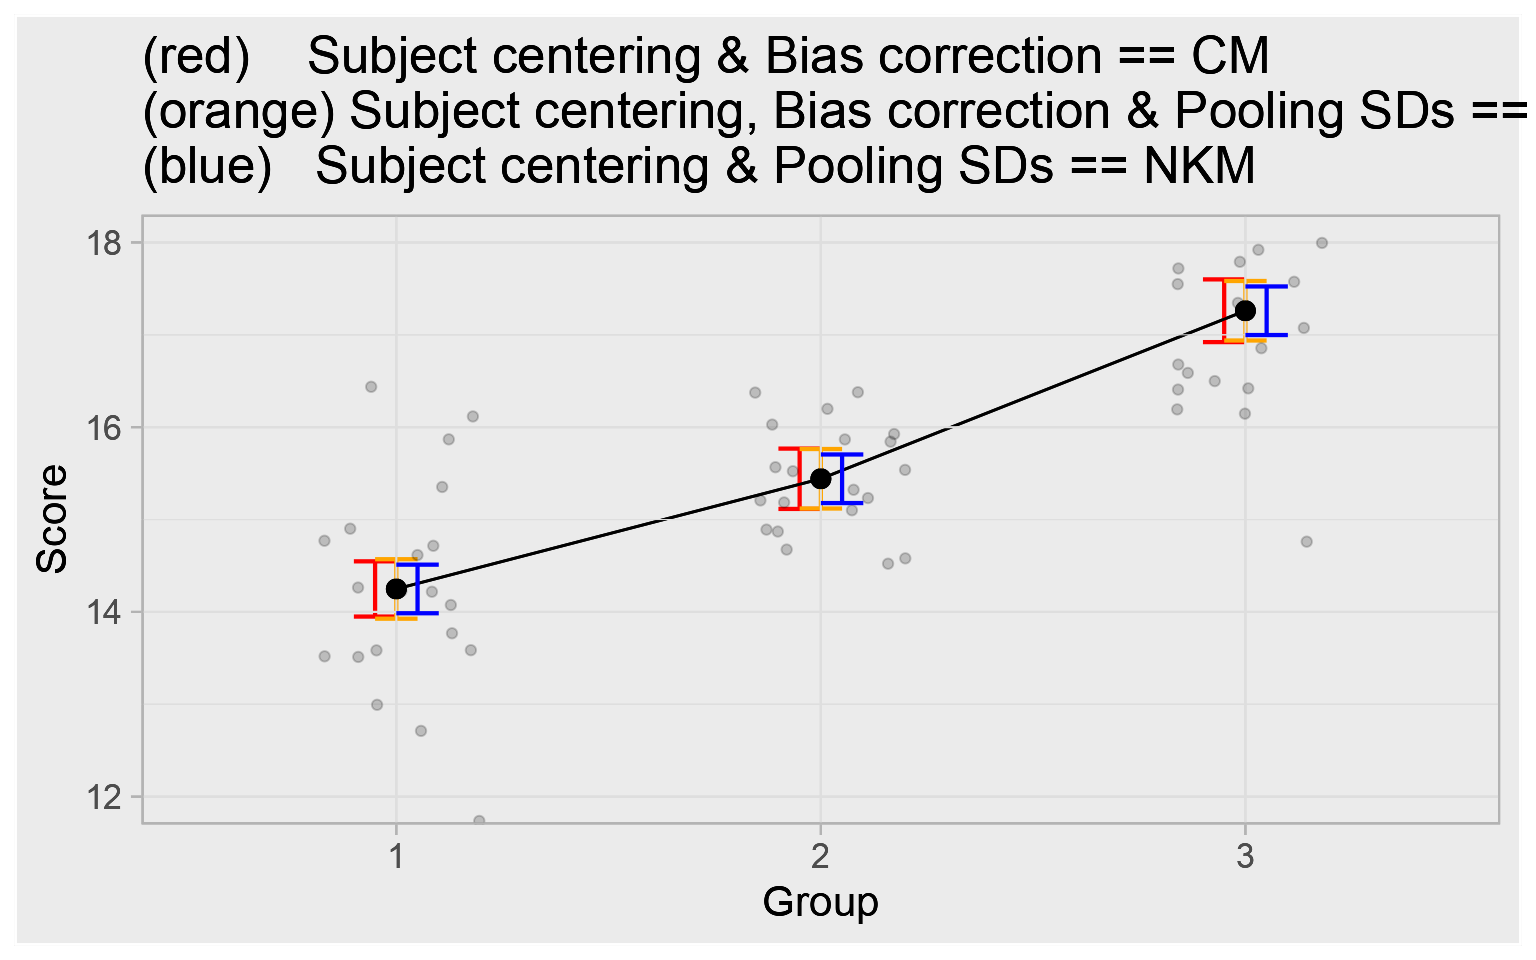 (red) Subject centering & Bias correction == CM
(orange) Subject centering, Bias correction & Pooling SDs ==
(blue) Subject centering & Pooling SDs == NKM
18
16
14
12
Score
1 2 3
Group